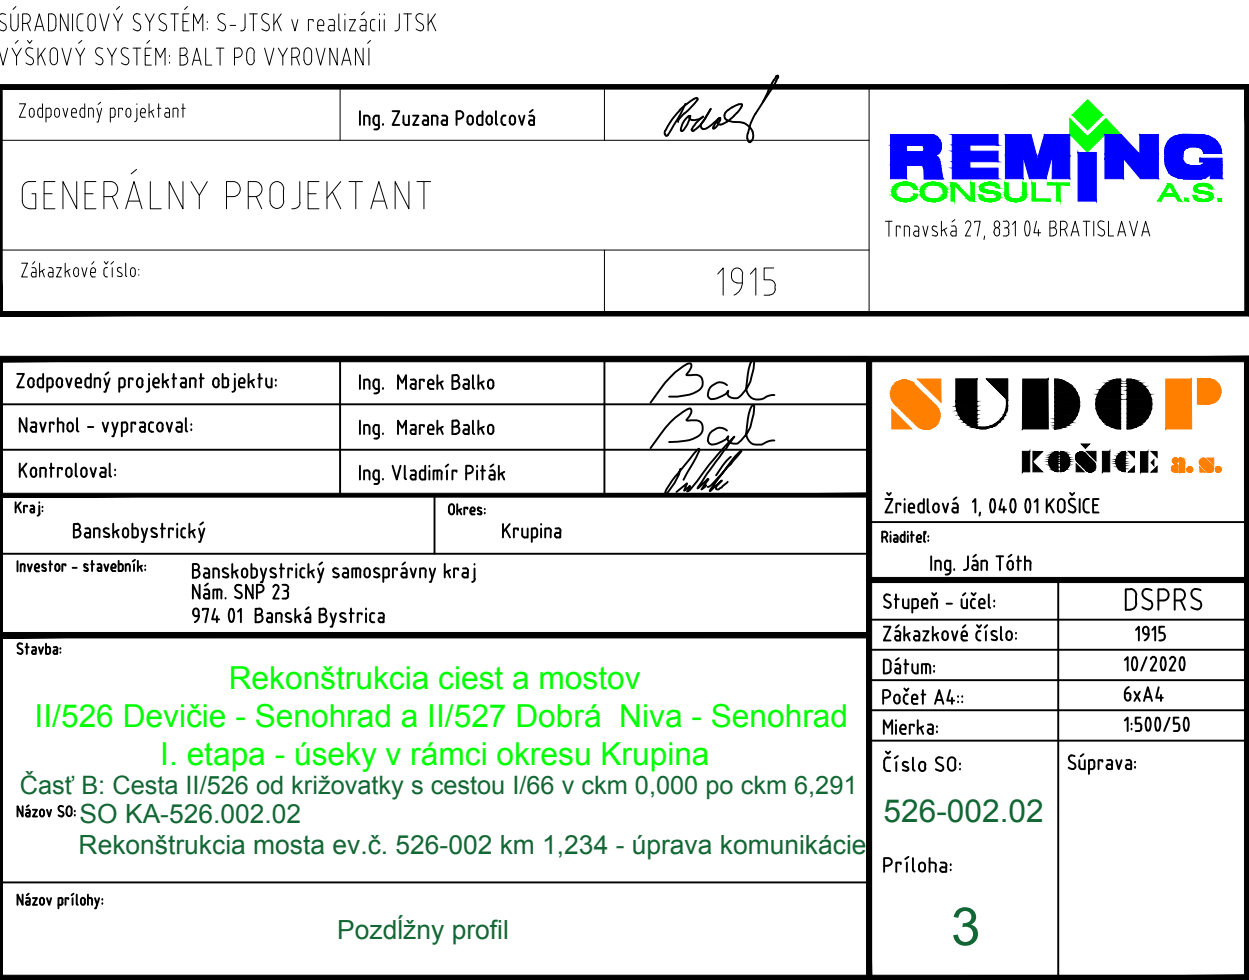 SÚRADNICOVÝ SYSTÉM: S-JTSK v realizácii JTSK
VÝŠKOVÝ SYSTÉM: BALT PO VYROVNANÍ
Zodpovedný projektant
Ing. Zuzana Podolcová
GENERÁLNY PROJEKTANT
Zákazkové číslo:
1915
REMING
CONSULT A.S.
Trnavská 27, 831 04 BRATISLAVA
Zodpovedný projektant objektu:
Ing. Marek Balko
Navrhol - vypracoval:
Ing. Marek Balko
Kontroloval:
Ing. Vladimír Piták
Kraj:
Banskobystrický
Okres:
Krupina
Investor - stavebník:
Banskobystrický samosprávny kraj
Nám. SNP 23
974 01 Banská Bystrica
SUDOP
KOŠICE a.s.
Žriedlová 1, 040 01 KOŠICE
Riaditeľ:
Ing. Ján Tóth
Stupeň - účel:
DSPRS
Zákazkové číslo:
1915
Dátum:
10/2020
Počet A4::
6xA4
Mierka:
1:500/50
Stavba:
Rekonštrukcia ciest a mostov
II/526 Devičie - Senohrad a II/527 Dobrá Niva - Senohrad
I. etapa - úseky v rámci okresu Krupina
Časť B: Cesta II/526 od križovatky s cestou I/66 v ckm 0,000 po ckm 6,291
Názov SO: SO KA-526.002.02
Rekonštrukcia mosta ev.č. 526-002 km 1,234 - úprava komunikácie
Názov prílohy:
Pozdĺžny profil
Číslo SO:
526-002.02
Súprava:
Príloha:
3